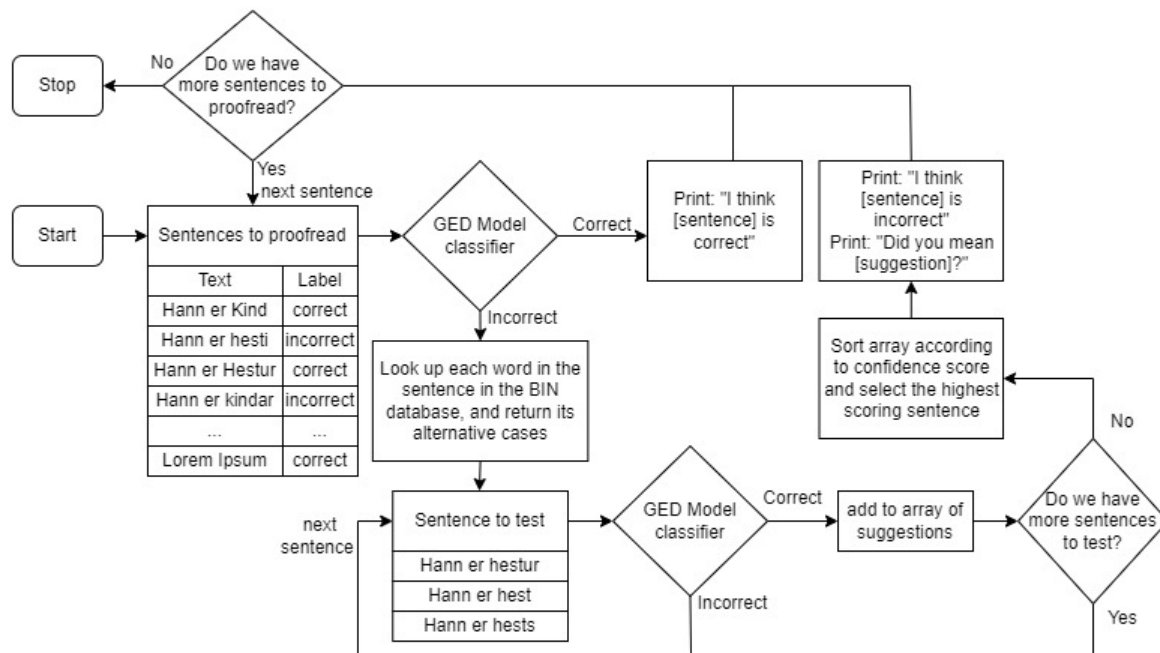 No
Do we have
more sentences to
proofread?
Stop
Yes
next sentence
Start
Sentences to proofread
Text Label
Hann er Kind correct
Hann er hesti incorrect
Hann er Hestur correct
Hann er kindar incorrect
... ...
Lorem Ipsum correct
GED Model
classifier
Correct
Print: "I think
[sentence] is
correct"
Print: "I think
[sentence] is
incorrect"
Print: "Did you mean
[suggestion]?"
Incorrect
Look up each word in the
sentence in the BIN
database, and return its
alternative cases
Sort array according
to confidence score
and select the highest
scoring sentence
No
next
sentence
Sentence to test
Hann er hestur
Hann er hest
Hann er hests
GED Model
classifier
Correct
add to array of
suggestions
Do we have
more sentences
to test?
Incorrect
Yes